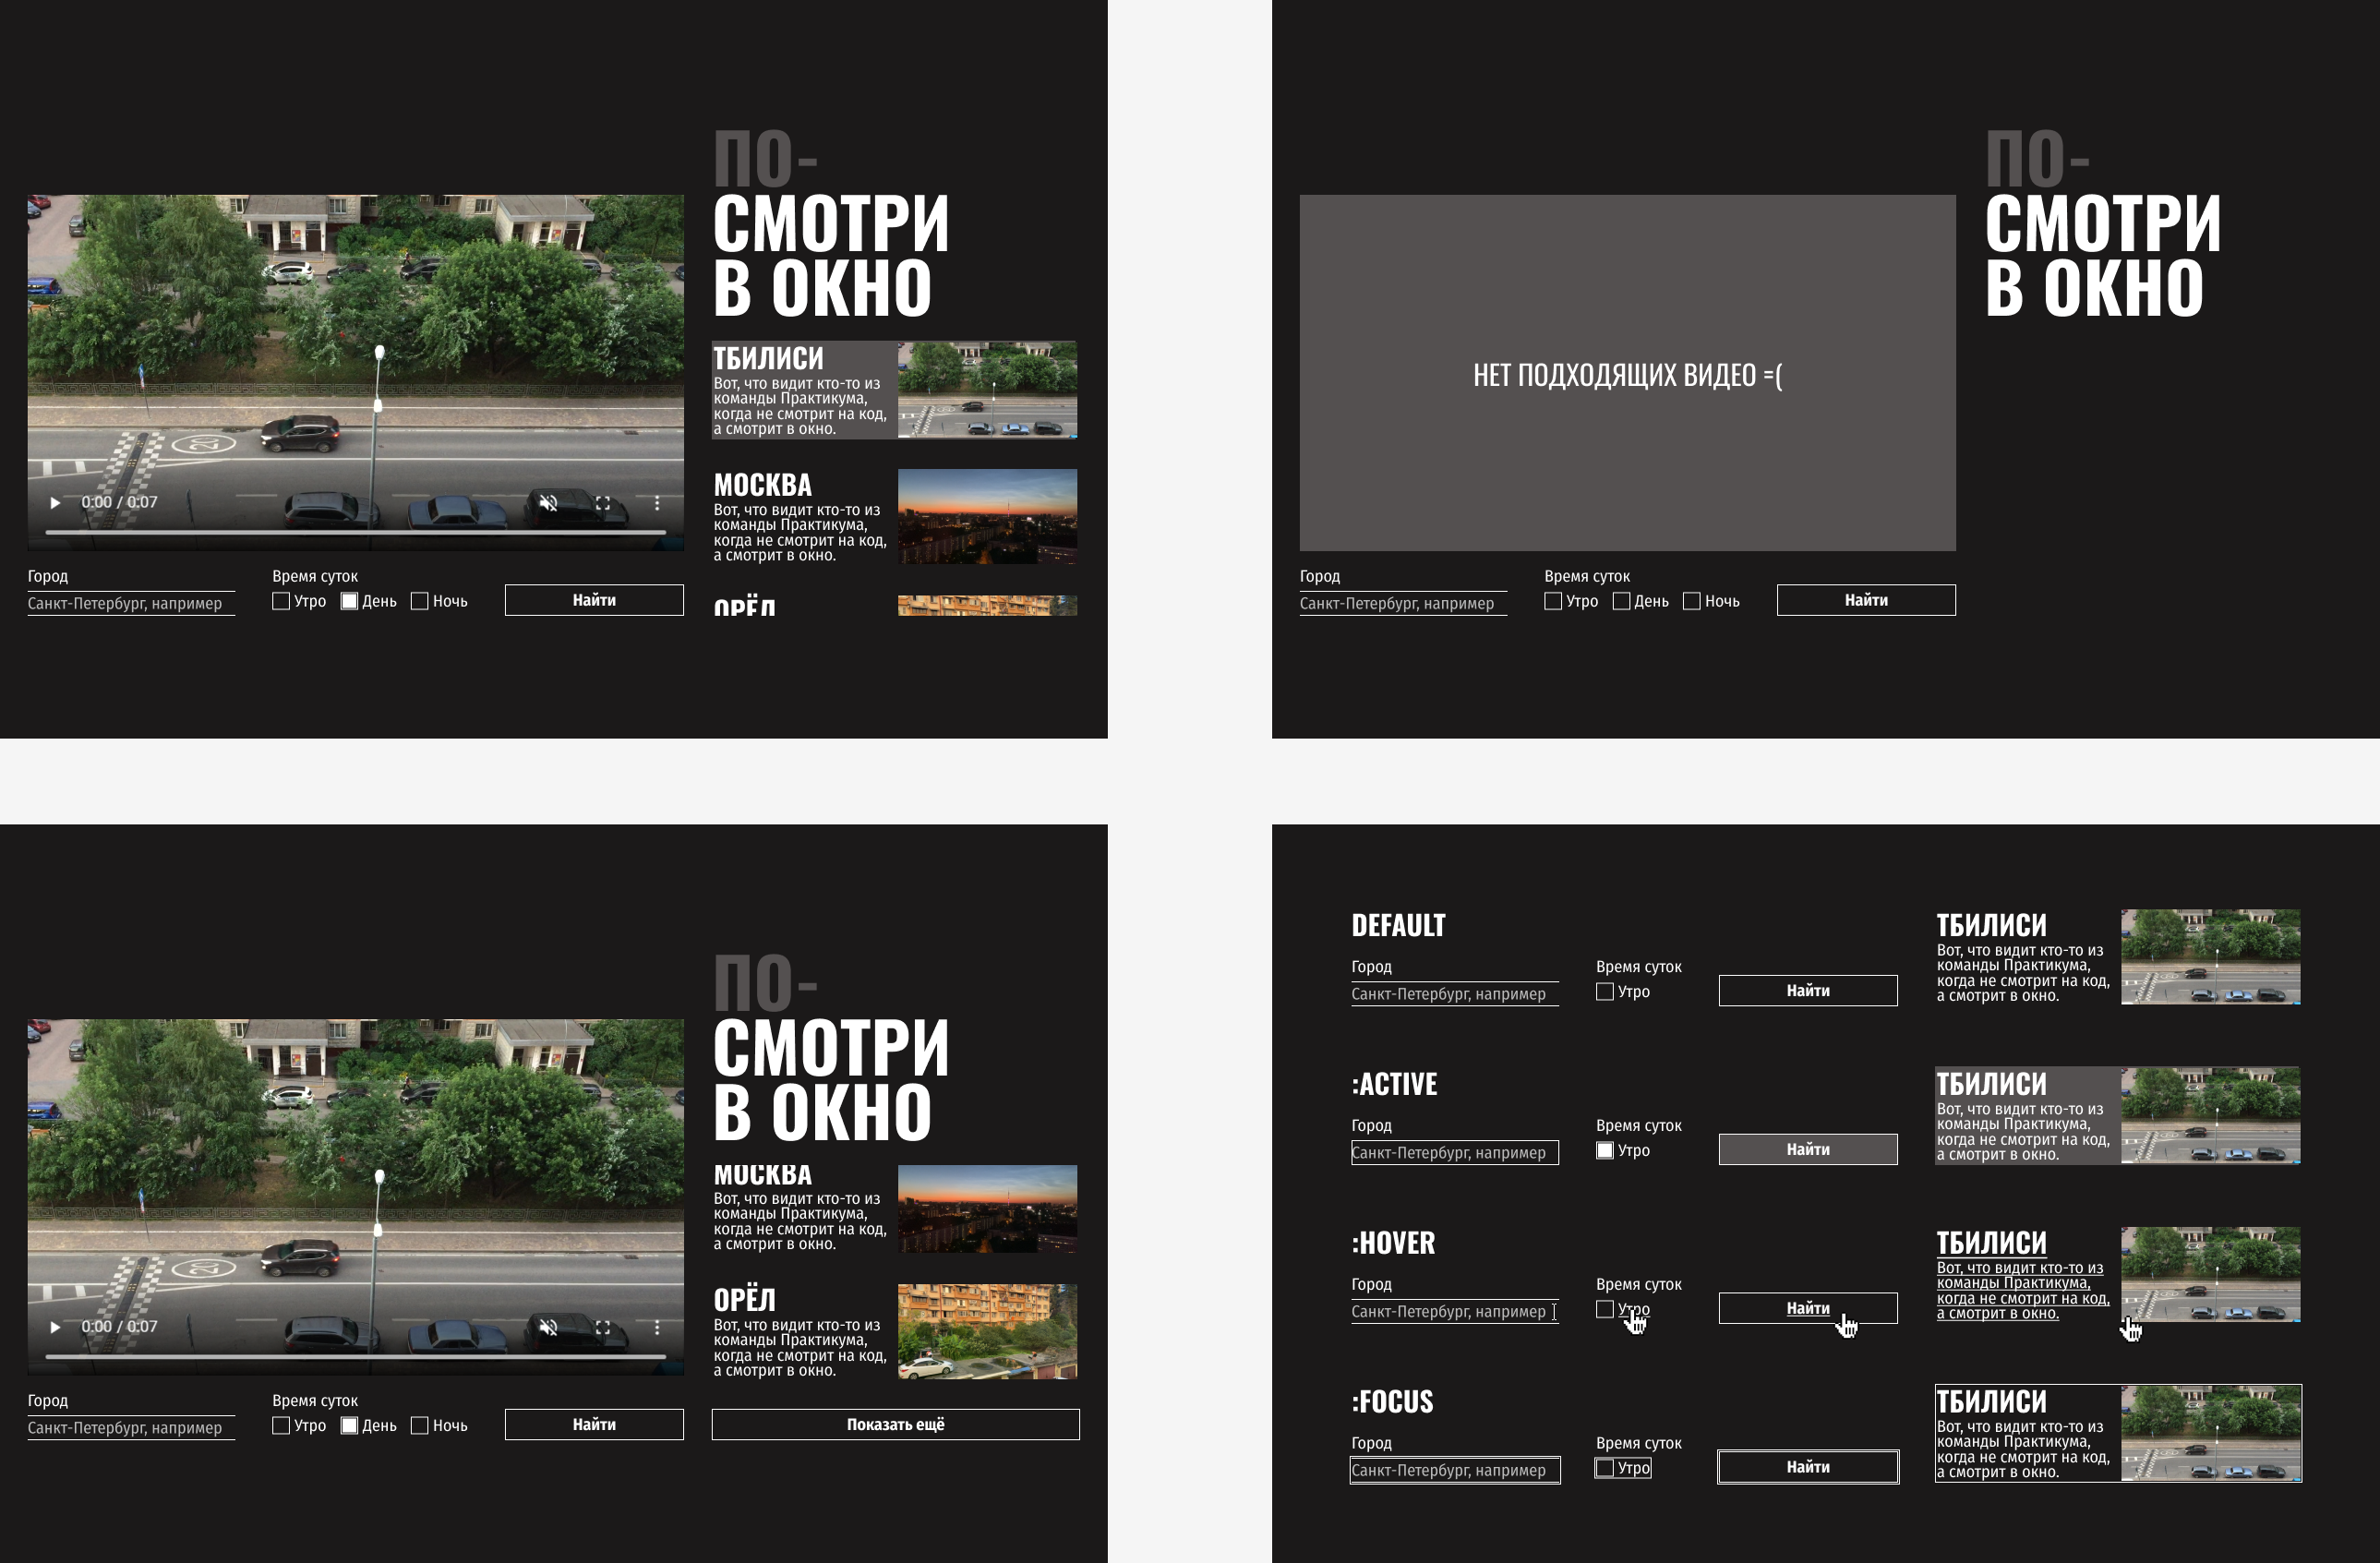 ПО-
СМОТРИ
В ОКНО
ТБИЛИСИ
Вот, что видит кто-то из
команды Практикума,
когда не смотрит на код,
а смотрит в окно.
МОСКВА
Вот, что видит кто-то из
команды Практикума,
когда не смотрит на код,
а смотрит в окно.
ОРЁЛ
20
0:00 / 0:07
Город
Санкт-Петербург, например
Время суток
Утро День Ночь
Найти
ПО-
СМОТРИ
В ОКНО
НЕТ ПОДХОДЯЩИХ ВИДЕО =(
Город
Санкт-Петербург, например
Время суток
Утро День Ночь
Найти
ПО-
СМОТРИ
В ОКНО
МОСКВА
Вот, что видит кто-то из
команды Практикума,
когда не смотрит на код,
а смотрит в окно.
ОРЁЛ
Вот, что видит кто-то из
команды Практикума,
когда не смотрит на код,
а смотрит в окно.
Показать ещё
20
0:00 / 0:07
Город
Санкт-Петербург, например
Время суток
Утро День Ночь
Найти
DEFAULT
Город
Санкт-Петербург, например
Время суток
Утро
Найти
ТБИЛИСИ
Вот, что видит кто-то из
команды Практикума,
когда не смотрит на код,
а смотрит в окно.
:ACTIVE
Город
Санкт-Петербург, например
Время суток
Утро
Найти
ТБИЛИСИ
Вот, что видит кто-то из
команды Практикума,
когда не смотрит на код,
а смотрит в окно.
:HOVER
Город
Санкт-Петербург, например
Время суток
Утро
Найти
ТБИЛИСИ
Вот, что видит кто-то из
команды Практикума,
когда не смотрит на код,
а смотрит в окно.
:FOCUS
Город
Санкт-Петербург, например
Время суток
Утро
Найти
ТБИЛИСИ
Вот, что видит кто-то из
команды Практикума,
когда не смотрит на код,
а смотрит в окно.